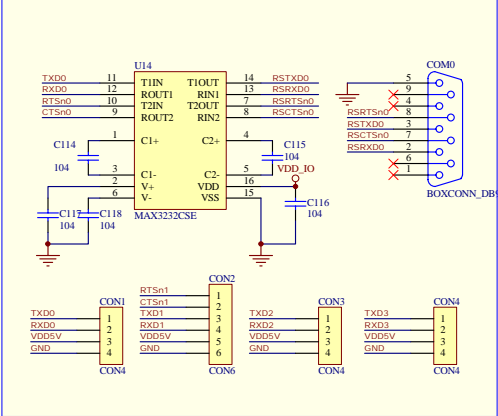 U14
COM0
TXD0 11 T1IN T1OUT 14 RSTXD0
RXD0 12 ROUT1 RIN1 13 RSRXD0
RTSn0 10 T2IN T2OUT 7 RSRTSn0
CTSn0 9 ROUT2 RIN2 8 RSCTSn0
1 C1+ C2+ 4
C114
104
C115
104
3 C1- C2- 5
2 V+ VDD 16
6 V- VSS 15
MAX3232CSE
VDD_IO
C117
104
C118
104
C116
104
5
9
4
RSRTSn0 8
RSTXD0 3
RSCTSn0 7
RSRXD0 2
6
1
BOXCONN_DB9
CON1
TXD0 1
RXD0 2
VDD5V 3
GND 4
CON4
CON2
RTSn1 1
CTSn1 2
TXD1 3
RXD1 4
VDD5V 5
GND 6
CON6
CON3
TXD2 1
RXD2 2
VDD5V 3
GND 4
CON4
CON4
TXD3 1
RXD3 2
VDD5V 3
GND 4
CON4